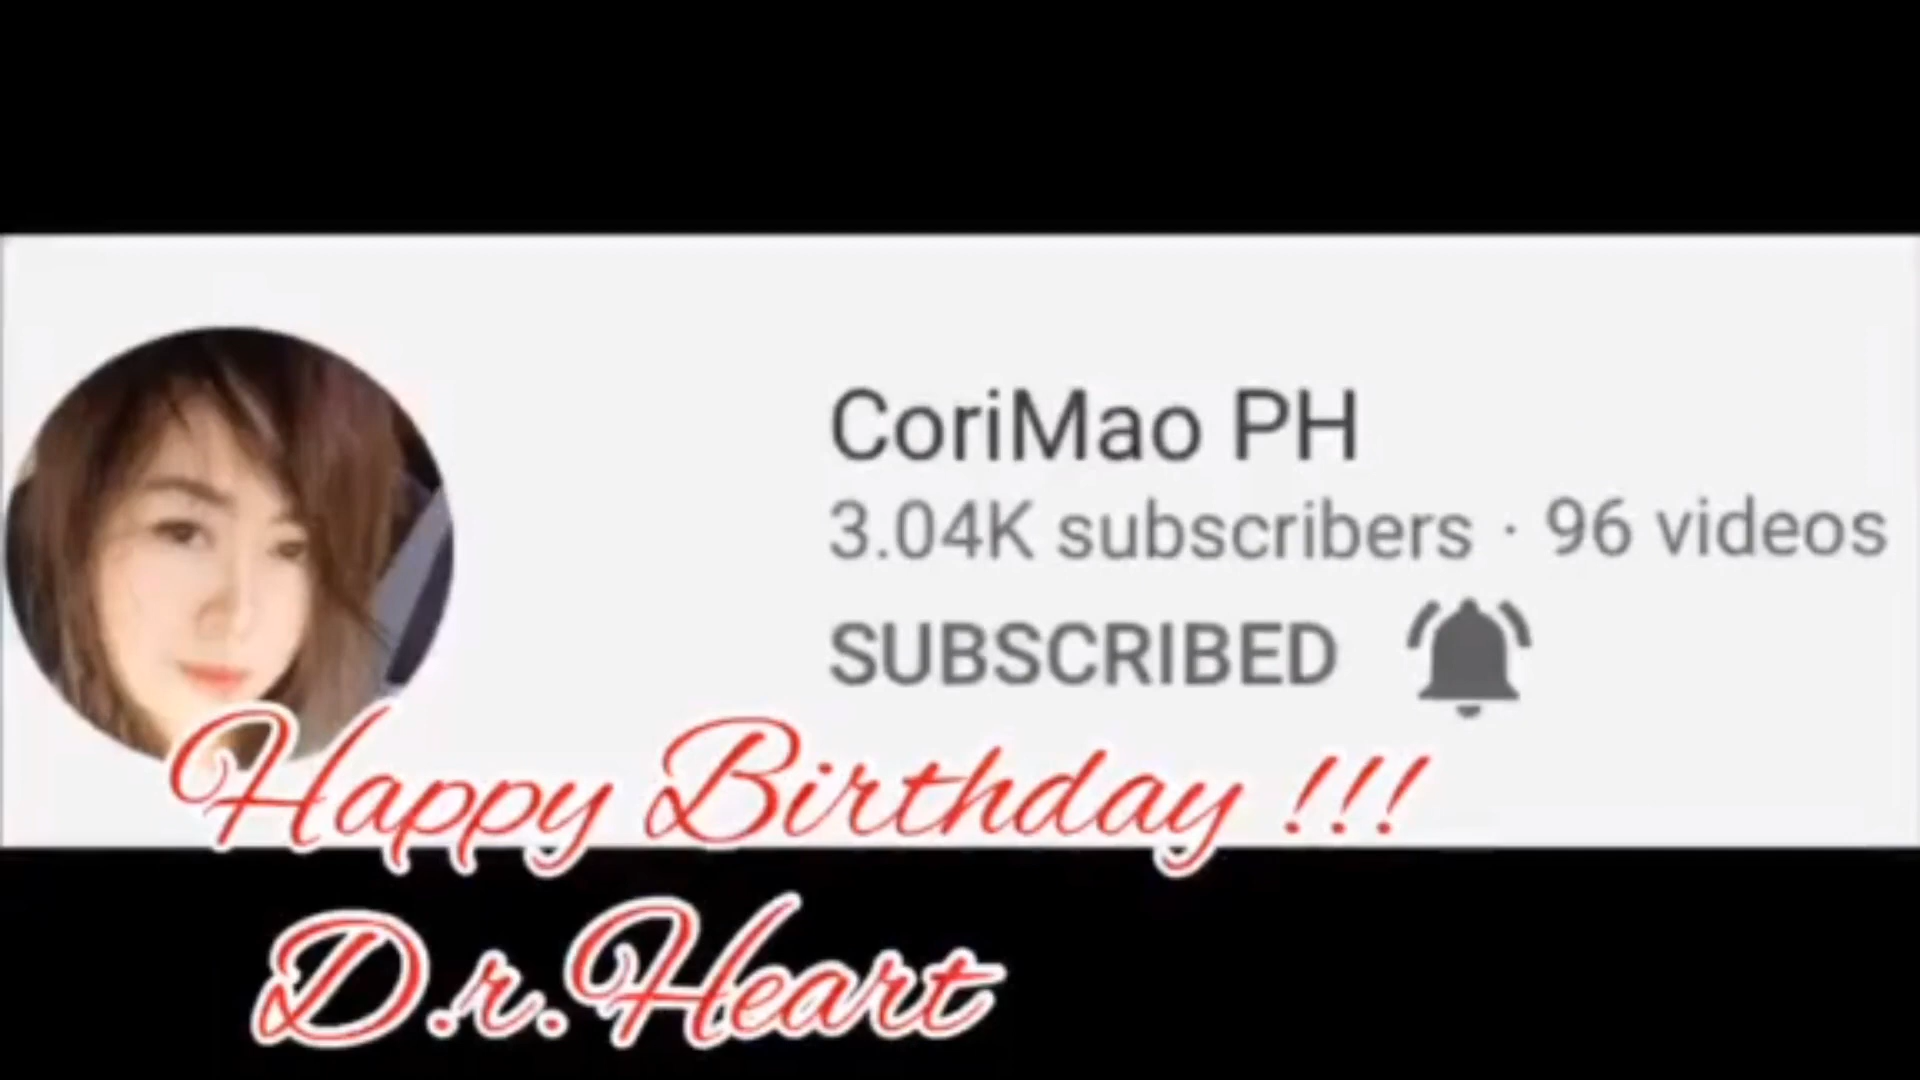 CoriMao PH
3.04K subscribers · 96 videos
SUBSCRIBED
Happy Birthday !!!
D.r.Heart